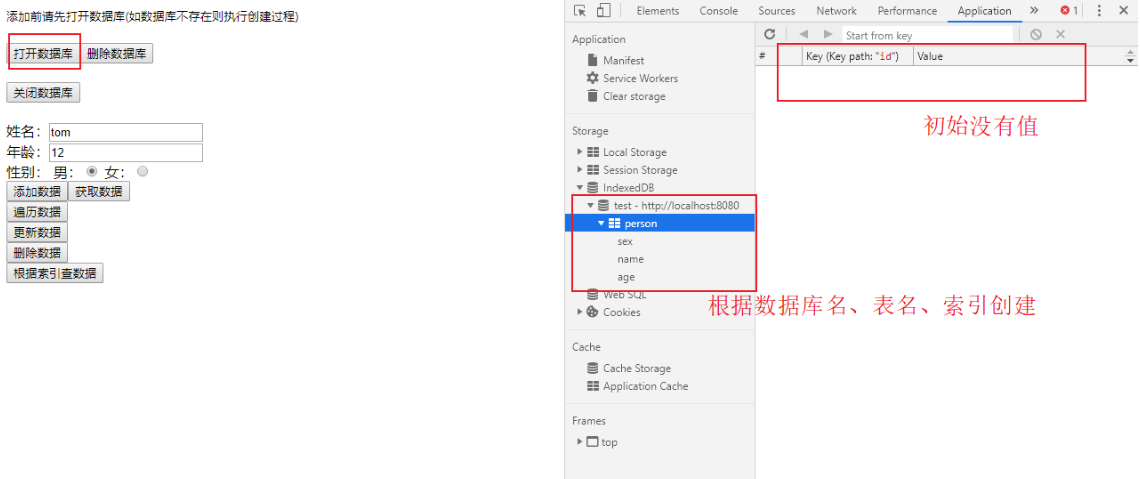 添加前请先打开数据库(如数据库不存在则执行创建过程)
打开数据库 删除数据库
关闭数据库
姓名： tom
年龄： 12
性别： 男： 女：
添加数据 获取数据
遍历数据
更新数据
删除数据
根据索引查数据
Elements Console Sources Network Performance Application » 1
Application
Manifest
Service Workers
Clear storage
Storage
Local Storage
Session Storage
IndexedDB
test - http://localhost:8080
person
sex
name
age
Web SQL
Cookies
Cache
Cache Storage
Application Cache
Frames
top
Start from key
# Key (Key path: "id") Value
初始没有值
根据数据库名、表名、索引创建